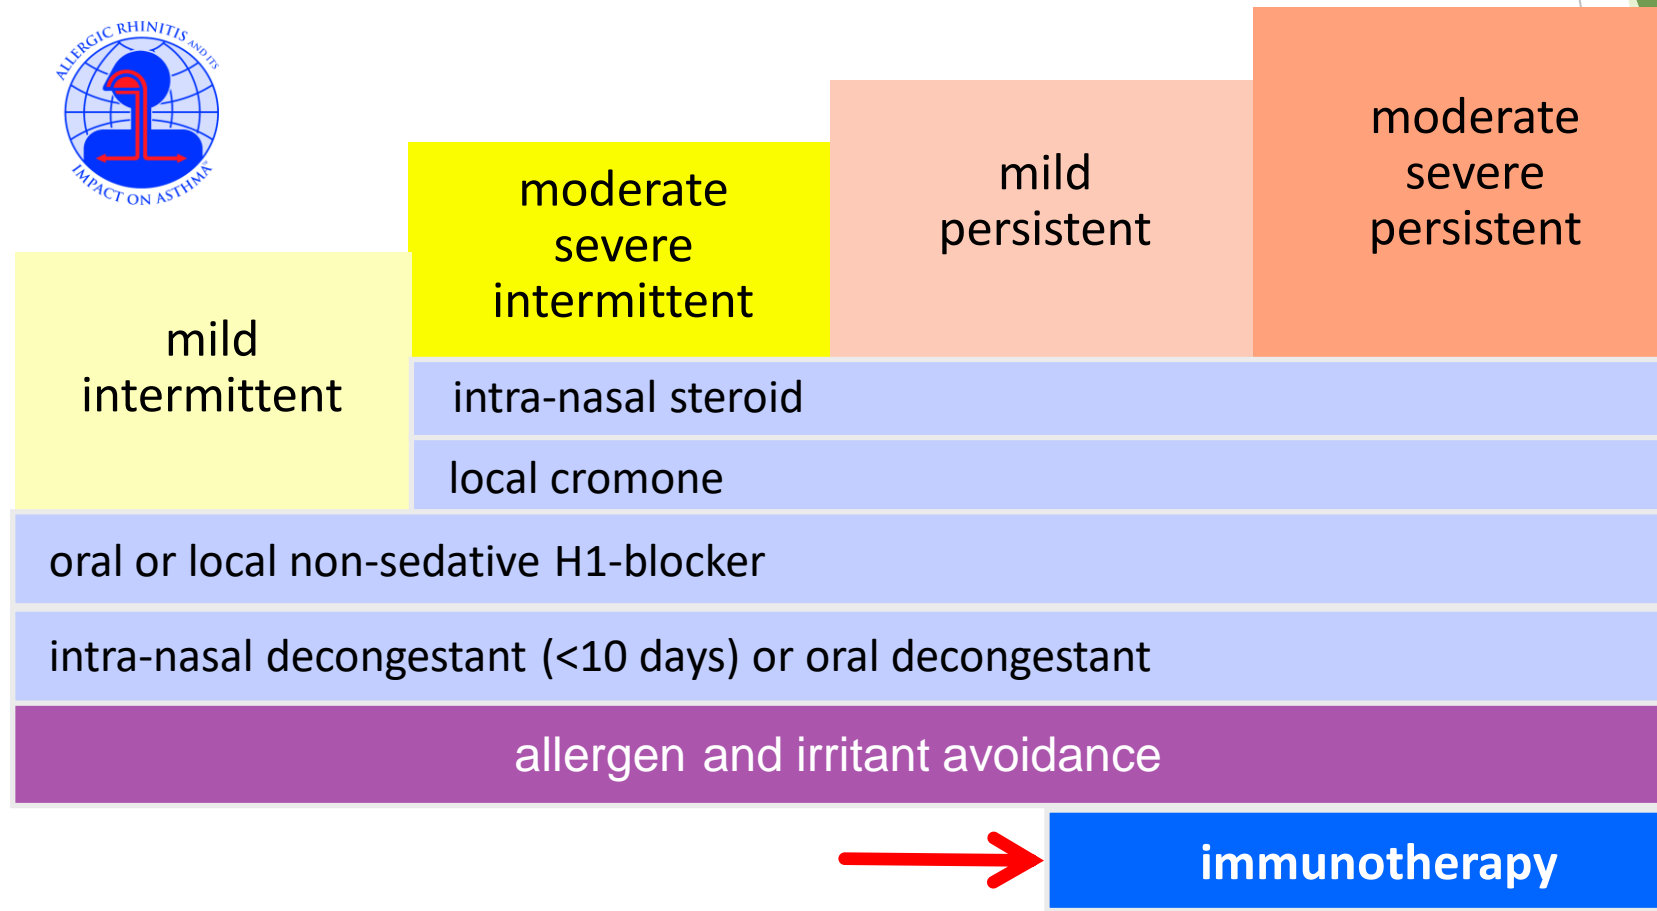 ALLERGIC RHINITIS AND ITS
IMPACT ON ASTHMA
mild
intermittent
moderate
severe
intermittent
mild
persistent
moderate
severe
persistent
intra-nasal steroid
local cromone
oral or local non-sedative H1-blocker
intra-nasal decongestant (<10 days) or oral decongestant
allergen and irritant avoidance
immunotherapy